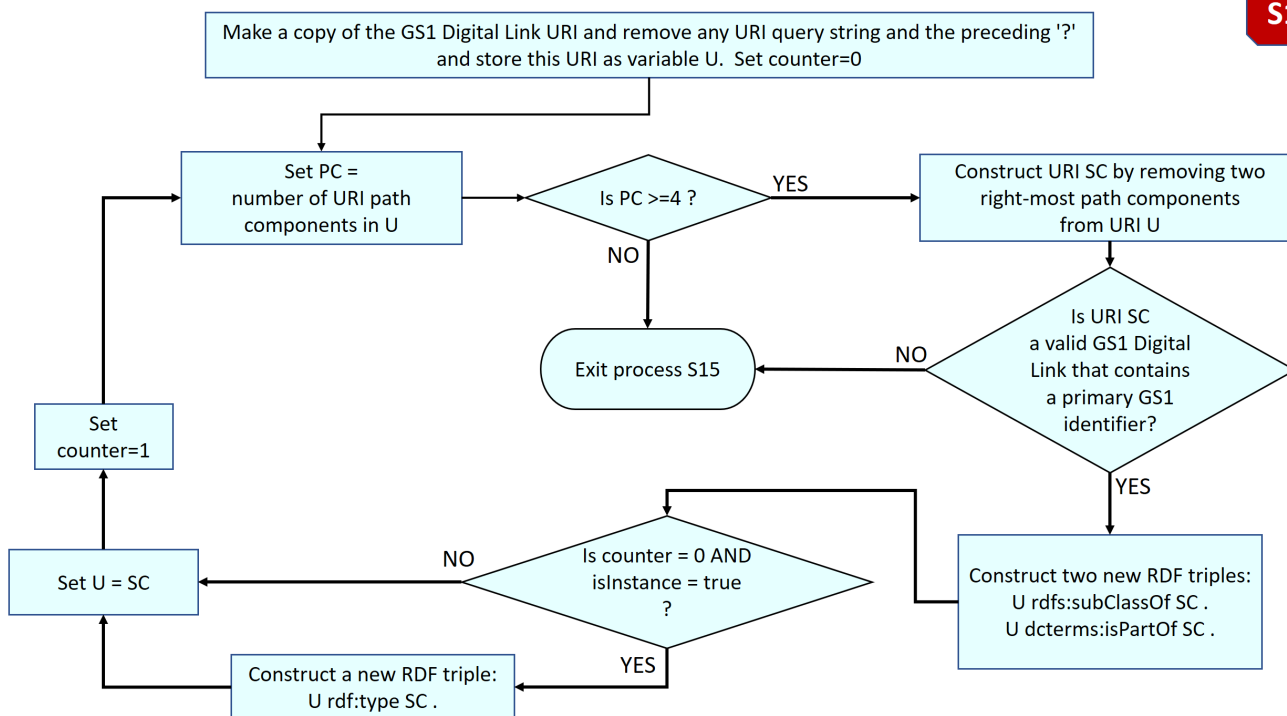 Make a copy of the GS1 Digital Link URI and remove any URI query string and the preceding '?'
and store this URI as variable U. Set counter=0
Set PC =
number of URI path
components in U
Is PC >=4 ?
YES
Construct URI SC by removing two
right-most path components
from URI U
NO
Is URI SC
a valid GS1 Digital
Link that contains
a primary GS1
identifier?
NO
Exit process S15
Set
counter=1
YES
Is counter = 0 AND
isInstance = true
?
NO
Set U = SC
Construct two new RDF triples:
U rdfs:subClassOf SC .
U dcterms:isPartOf SC .
YES
Construct a new RDF triple:
U rdf:type SC .